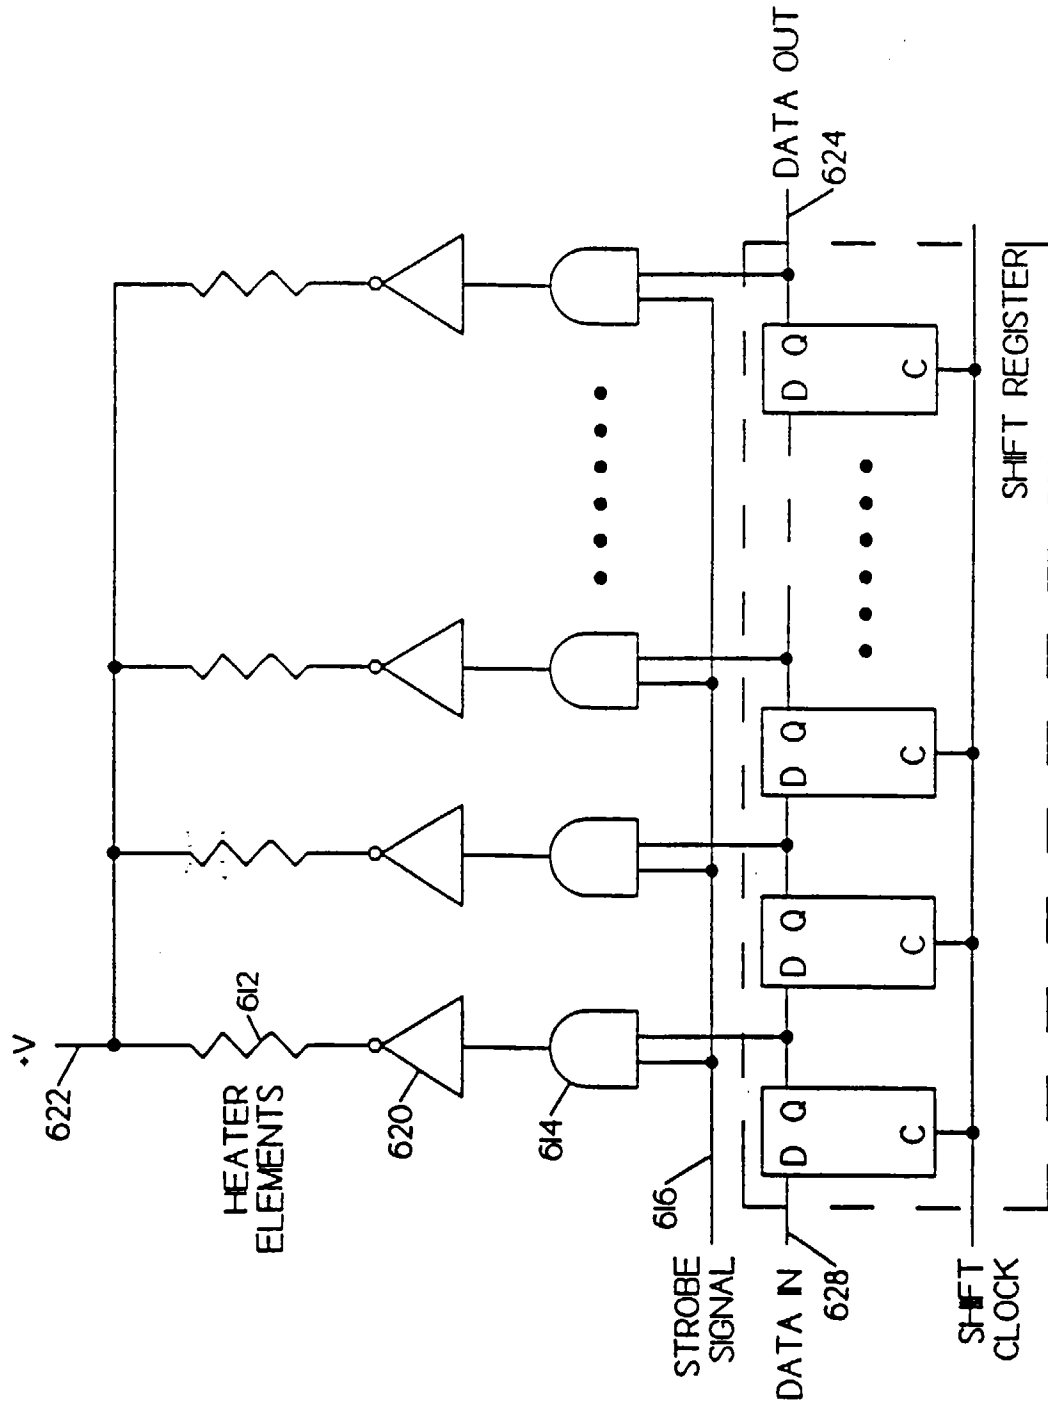 +V
622
612
HEATER
ELEMENTS
620
614
616
STROBE
SIGNAL
DATA IN
628
SHIFT
CLOCK
D Q
C
D Q
C
D Q
C
D Q
C
DATA OUT
624
SHIFT REGISTER